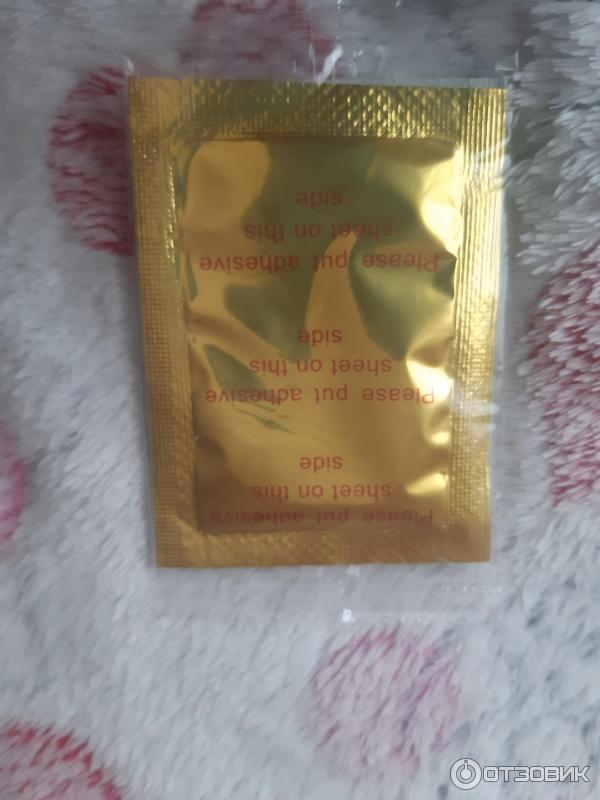 Please put adhesive
sheet on this
side
Please put adhesive
sheet on this
side
Please put adhesive
sheet on this
side
ОТЗОВИК